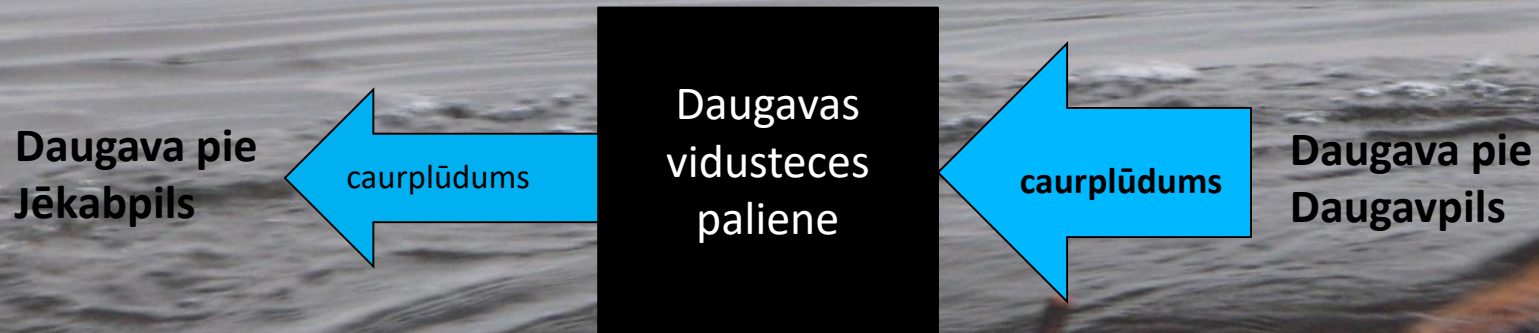 Daugava pie
Jēkabpils
caurplūdums
Daugavas
vidusteces
paliene
caurplūdums
Daugava pie
Daugavpils